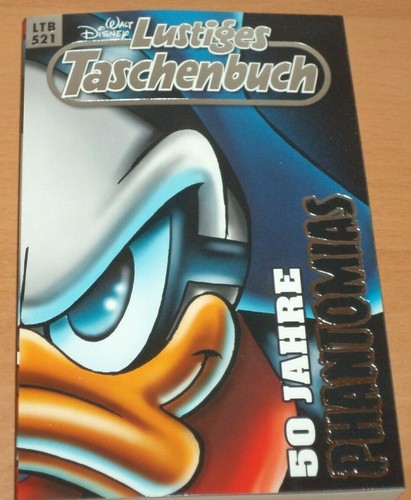 LTB
521
WALT
DISNEY
Lustiges
Taschenbuch
50 JAHRE
PHANTOMIAS